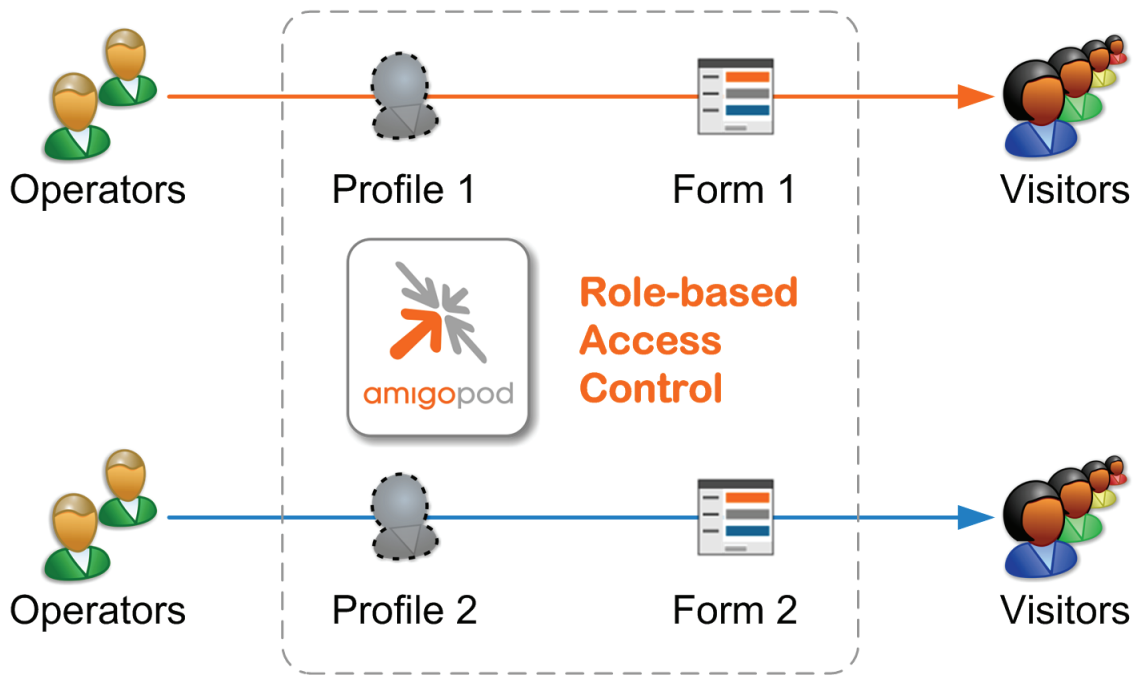 Operators
Profile 1
Form 1
Visitors
amigopod
Role-based
Access
Control
Operators
Profile 2
Form 2
Visitors